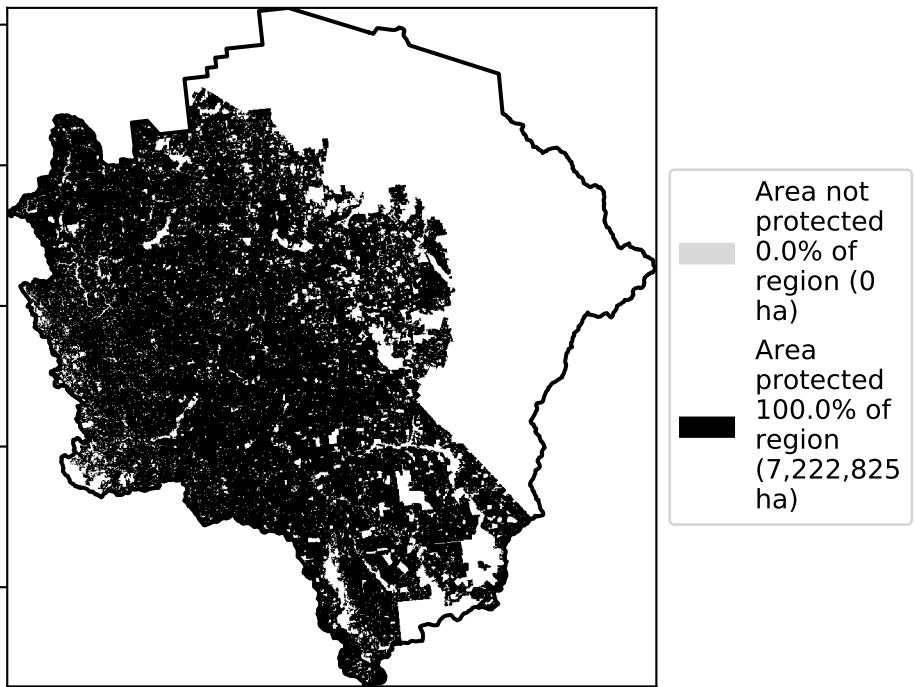 Area not
protected
0.0% of
region (0
ha)
Area
protected
100.0% of
region
(7,222,825
ha)